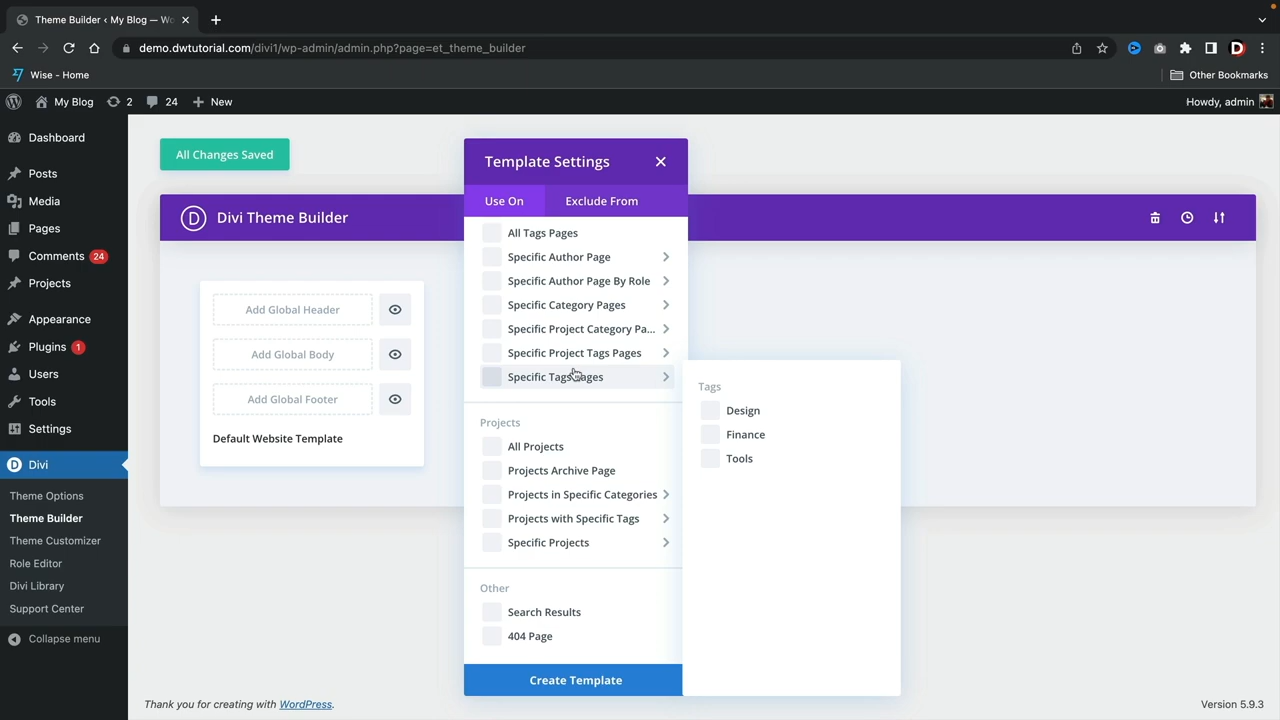 Theme Builder ‹ My Blog — Wo
demo.dwtutorial.com/divi1/wp-admin/admin.php?page=et_theme_builder
D
Wise - Home
Other Bookmarks
My Blog
2
24
New
Howdy, admin
Dashboard
Posts
Media
Pages
Comments 24
Projects
Appearance
Plugins 1
Users
Tools
Settings
D Divi
Theme Options
Theme Builder
Theme Customizer
Role Editor
Divi Library
Support Center
Collapse menu
All Changes Saved
D Divi Theme Builder
Add Global Header
Add Global Body
Add Global Footer
Default Website Template
Template Settings
Use On
Exclude From
All Tags Pages
Specific Author Page
Specific Author Page By Role
Specific Category Pages
Specific Project Category Pa...
Specific Project Tags Pages
Specific Tags Pages
Projects
All Projects
Projects Archive Page
Projects in Specific Categories
Projects with Specific Tags
Specific Projects
Other
Search Results
404 Page
Create Template
Tags
Design
Finance
Tools
Thank you for creating with WordPress.
Version 5.9.3